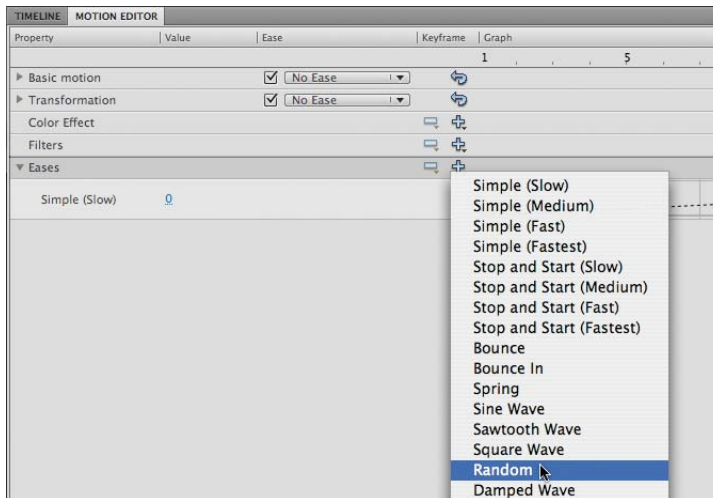 TIMELINE MOTION EDITOR
Property Value Ease Keyframe Graph
1 5
Basic motion No Ease
Transformation No Ease
Color Effect
Filters
Eases
Simple (Slow) 0
Simple (Slow)
Simple (Medium)
Simple (Fast)
Simple (Fastest)
Stop and Start (Slow)
Stop and Start (Medium)
Stop and Start (Fast)
Stop and Start (Fastest)
Bounce
Bounce In
Spring
Sine Wave
Sawtooth Wave
Square Wave
Random
Damped Wave